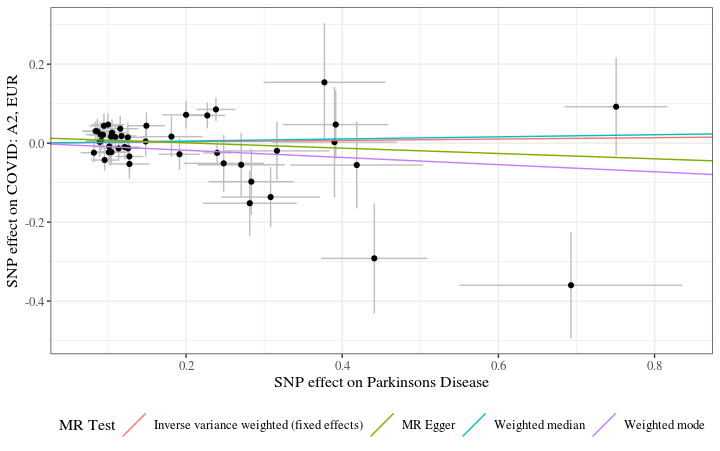 SNP effect on COVID: A2, EUR
0.2
0.0
-0.2
-0.4
0.2 0.4 0.6 0.8
SNP effect on Parkinsons Disease
MR Test Inverse variance weighted (fixed effects) MR Egger Weighted median Weighted mode